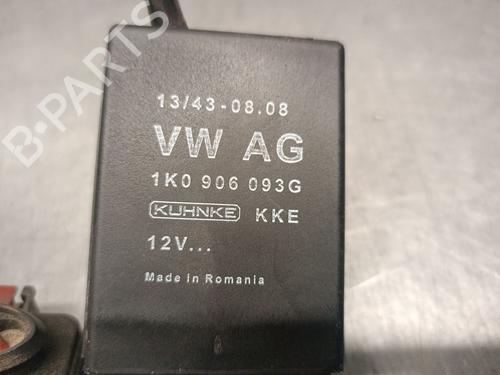 13/43-08.08
VW AG
1K0 906 093G
KUHNKE KKE
12V...
Made in Romania
B-PARTS